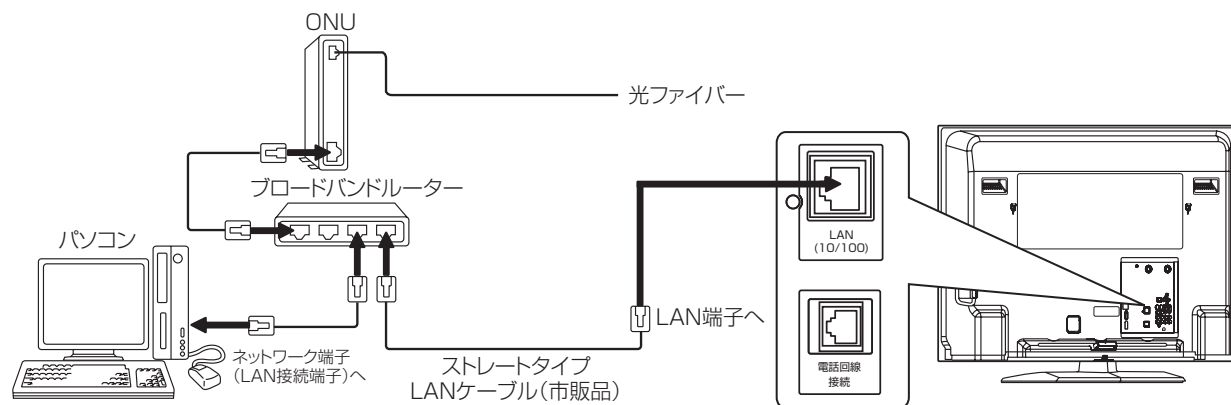 ONU
光ファイバー
ブロードバンドルーター
パソコン
LAN
(10/100)
LAN端子へ
ネットワーク端子
（LAN接続端子）へ
ストレートタイプ
LANケーブル（市販品）
電話回線
接続